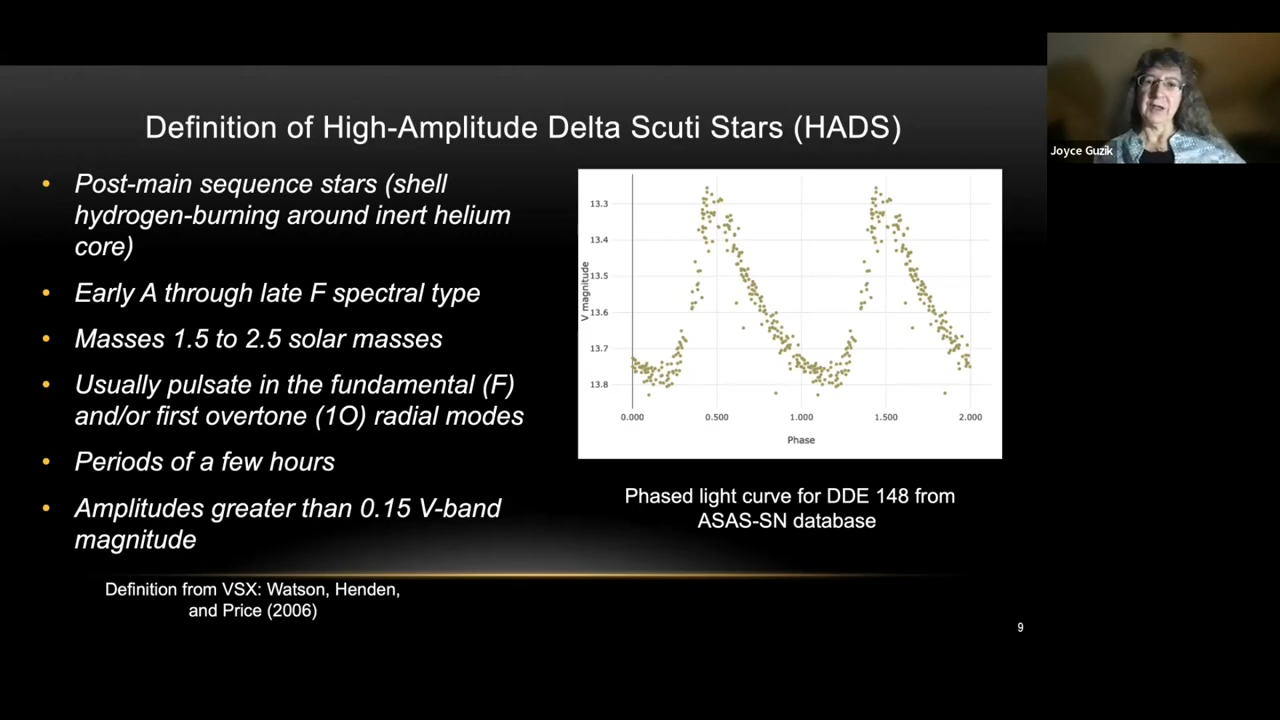 Definition of High-Amplitude Delta Scuti Stars (HADS)
• Post-main sequence stars (shell
hydrogen-burning around inert helium
core)
• Early A through late F spectral type
• Masses 1.5 to 2.5 solar masses
• Usually pulsate in the fundamental (F)
and/or first overtone (1O) radial modes
• Periods of a few hours
• Amplitudes greater than 0.15 V-band
magnitude
Definition from VSX: Watson, Henden,
and Price (2006)
V magnitude
13.3
13.4
13.5
13.6
13.7
13.8
0.000 0.500 1.000 1.500 2.000
Phase
Phased light curve for DDE 148 from
ASAS-SN database
9
Joyce Guzik